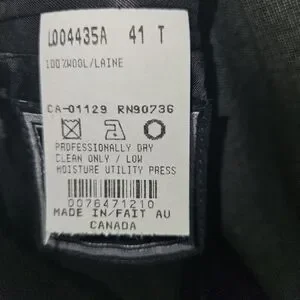 L004435A 41 T
100%WOOL/LAINE
CA-01129 RN90736
PROFESSIONALLY DRY
CLEAN ONLY / LOW
MOISTURE UTILITY PRESS
0076471210
MADE IN/FAIT AU
CANADA